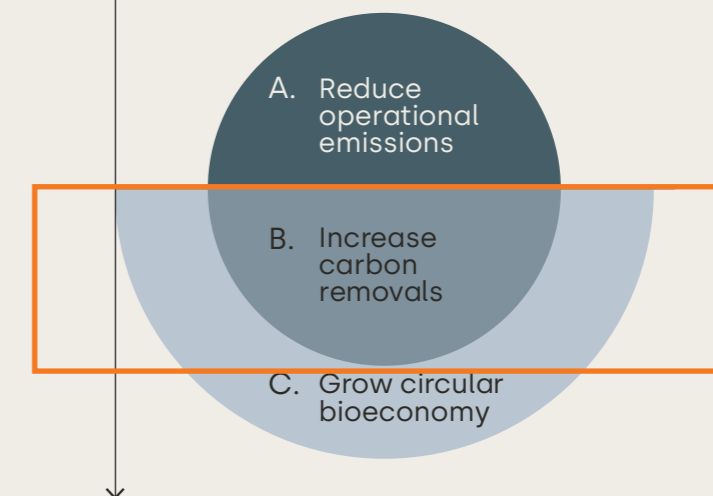 A. Reduce
operational
emissions
B. Increase
carbon
removals
C. Grow circular
bioeconomy